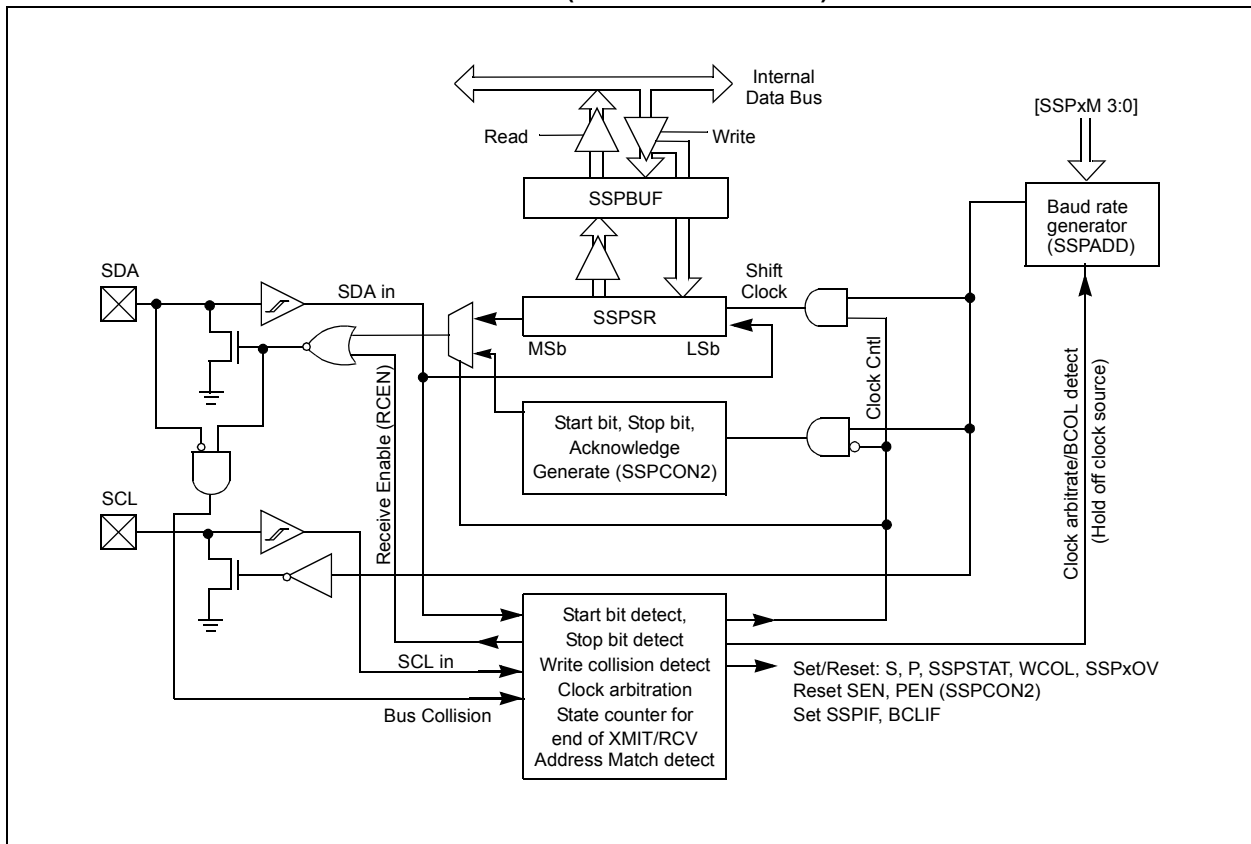 Internal
Data Bus
[SSPxM 3:0]
Read
Write
SSPBUF
Baud rate
generator
(SSPADD)
SDA
SDA in
Shift
Clock
SSPSR
MSb
LSb
Receive Enable (RCEN)
Clock Cntl
Clock arbitrate/BCOL detect
(Hold off clock source)
Start bit, Stop bit,
Acknowledge
Generate (SSPCON2)
SCL
SCL in
Bus Collision
Start bit detect,
Stop bit detect
Write collision detect
Clock arbitration
State counter for
end of XMIT/RCV
Address Match detect
Set/Reset: S, P, SSPSTAT, WCOL, SSPxOV
Reset SEN, PEN (SSPCON2)
Set SSPIF, BCLIF